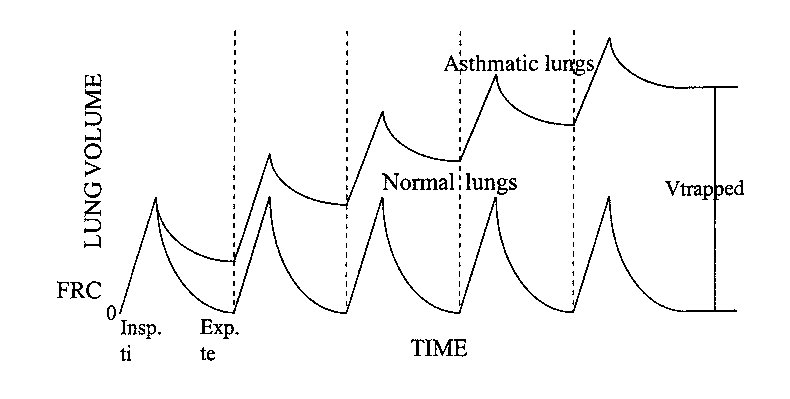 Asthmatic lungs
LUNG VOLUME
Normal lungs
Vtrapped
FRC
0
Insp.
ti
Exp.
te
TIME